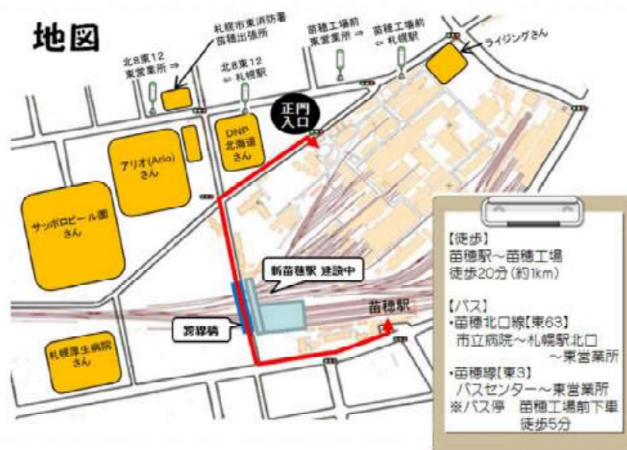 地図
札幌市東消防署
苗穂出張所
北8東12
東営業所 ⇒
北8東12
⇐ 札幌駅
苗穂工場前
東営業所 ⇒
苗穂工場前
⇐ 札幌駅
ライジングさん
正門
入口
DNP
北海道
さん
アリオ(Ario)
さん
サッポロビール園
さん
新苗穂駅 建設中
苗穂駅
跨線橋
札幌厚生病院
さん
【徒歩】
苗穂駅～苗穂工場
徒歩20分(約1km)
【バス】
・苗穂北口線【東63】
市立病院～札幌駅北口
～東営業所
・苗穂線【東3】
バスセンター～東営業所
※バス停 苗穂工場前下車
徒歩5分